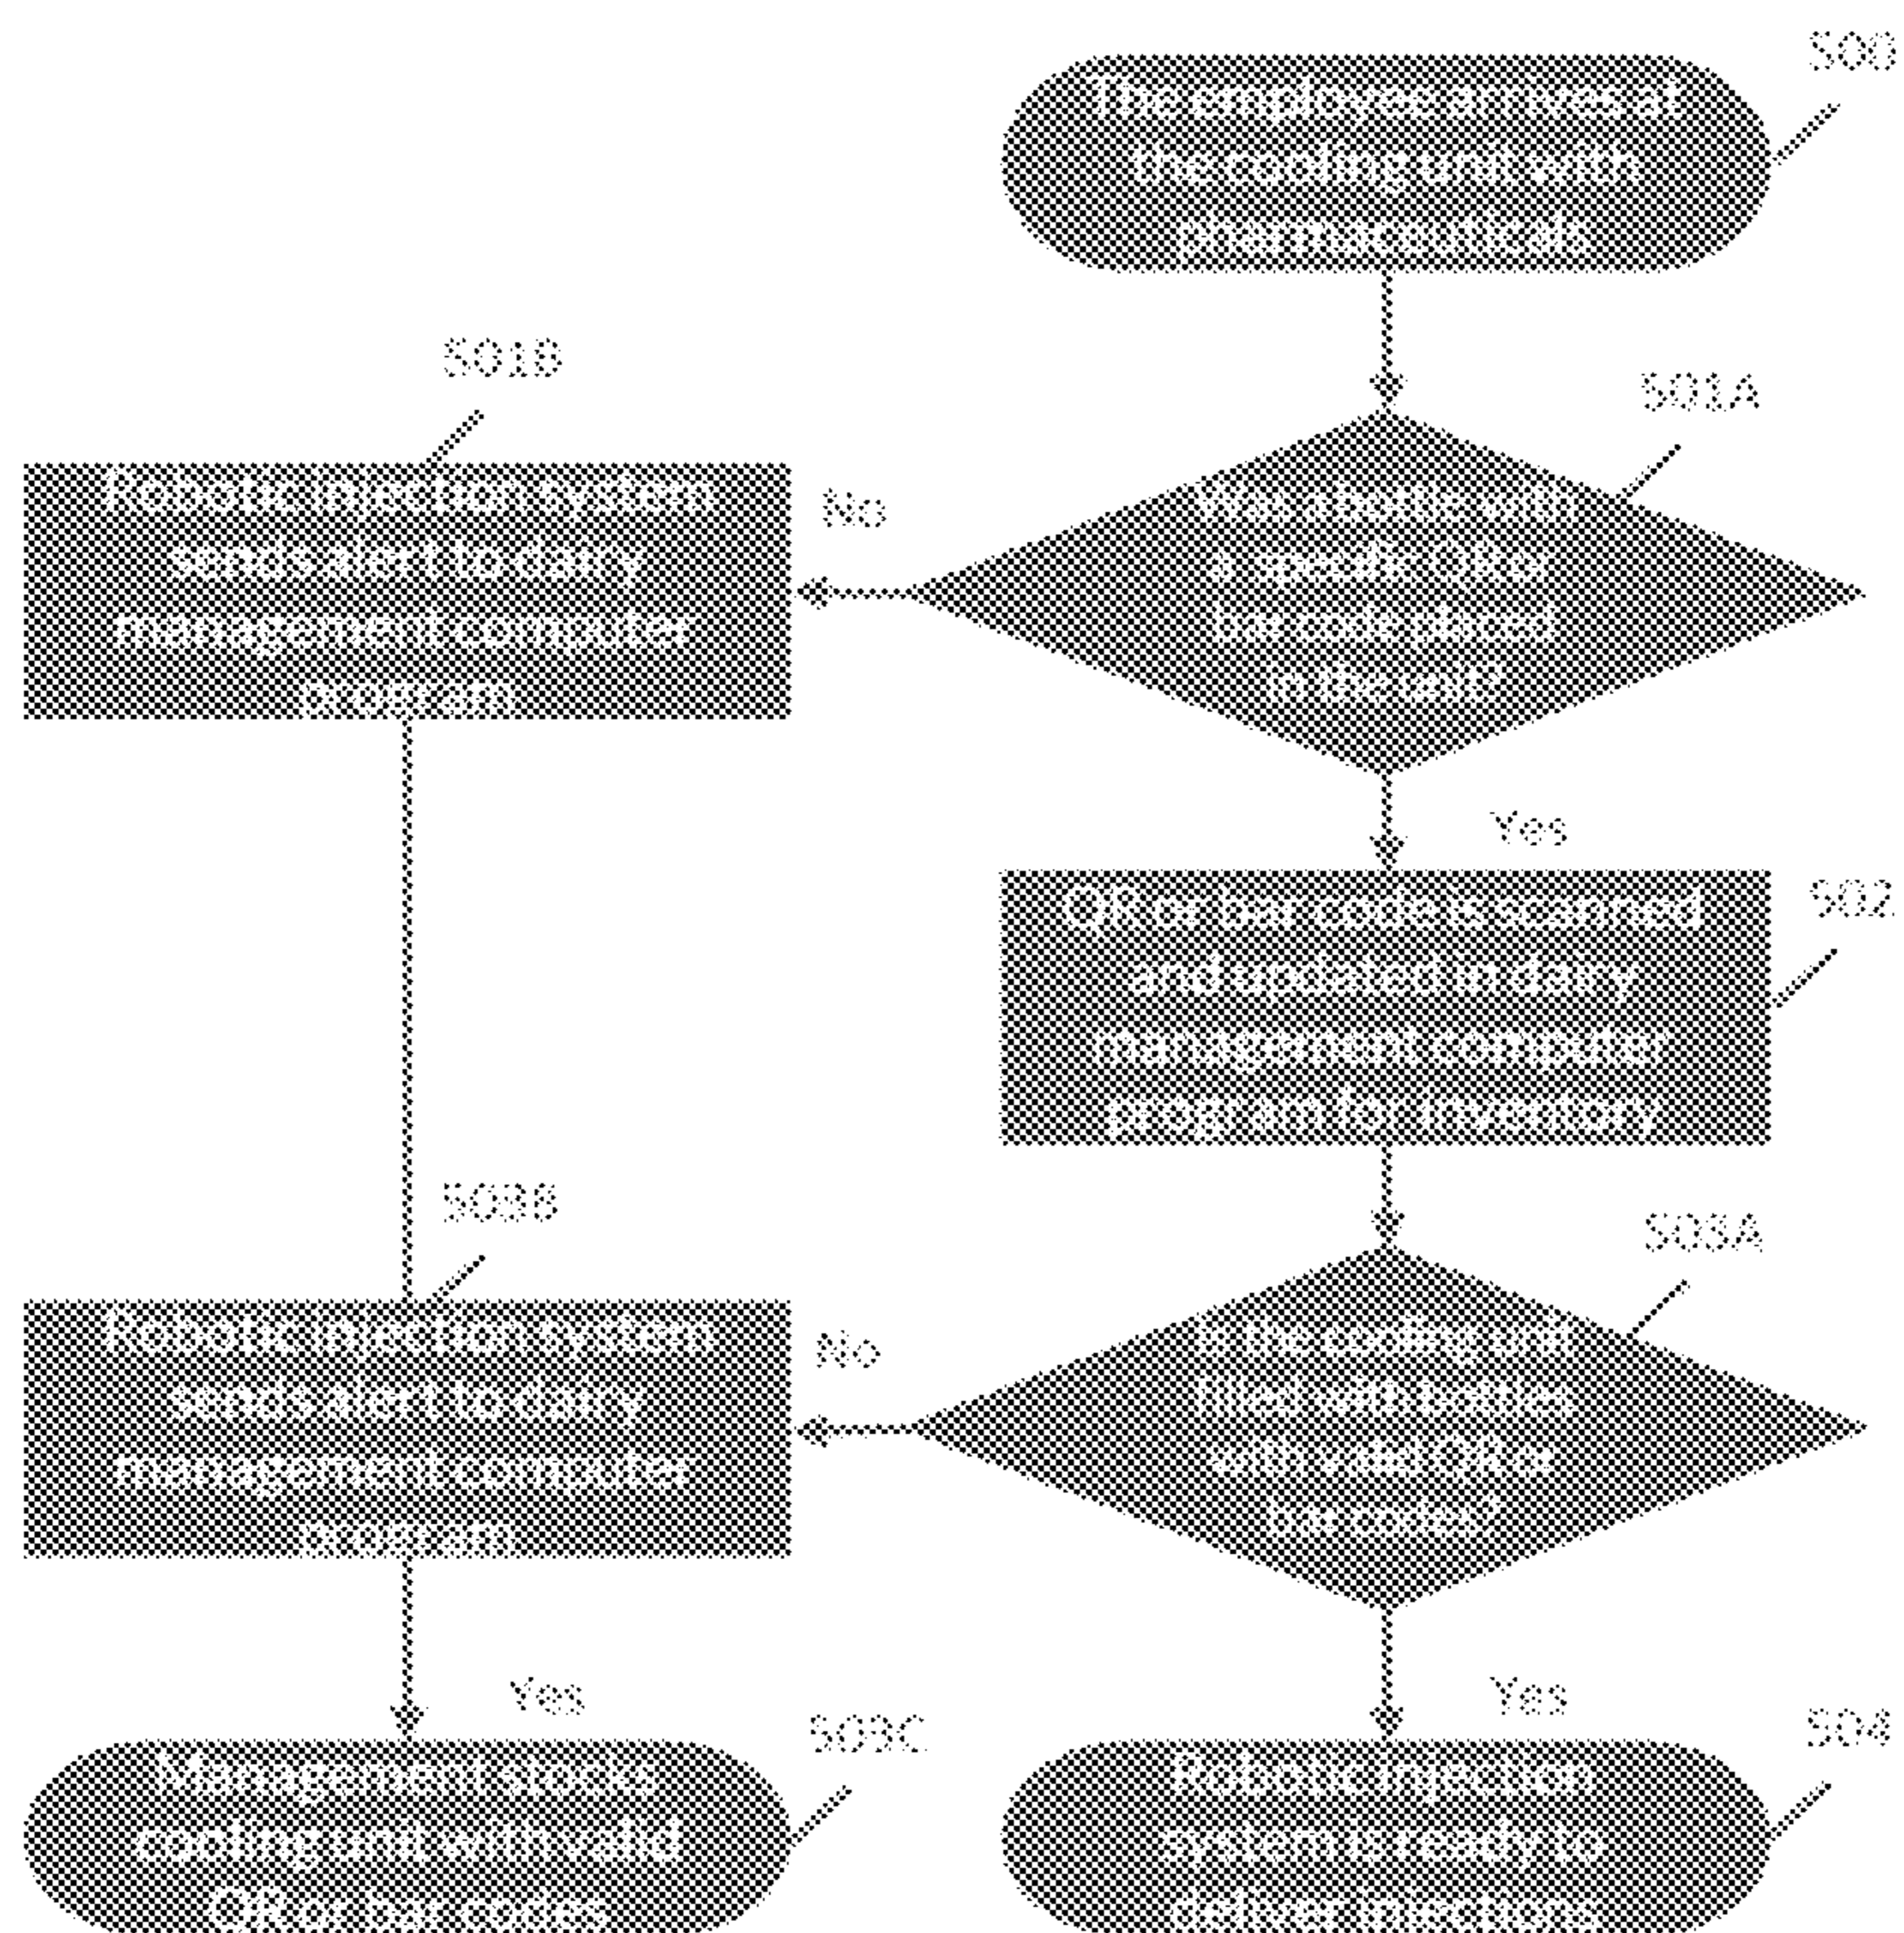 S00
The employee arrives at
the cooling unit with
pharmaceuticals
S01A
Was a bottle with
a specific QR or
bar code placed
in the unit?
No
S01B
Robotic injection system
sends alert to dairy
management computer
program
Yes
S02
QR or bar code is scanned
and updated in dairy
management computer
program for inventory
S03A
Is the cooling unit
filled with bottles
with valid QR or
bar codes?
No
S03B
Robotic injection system
sends alert to dairy
management computer
program
Yes
S03C
Management stocks
cooling unit with valid
QR or bar codes
Yes
S04
Robotic injection
system is ready to
deliver injections